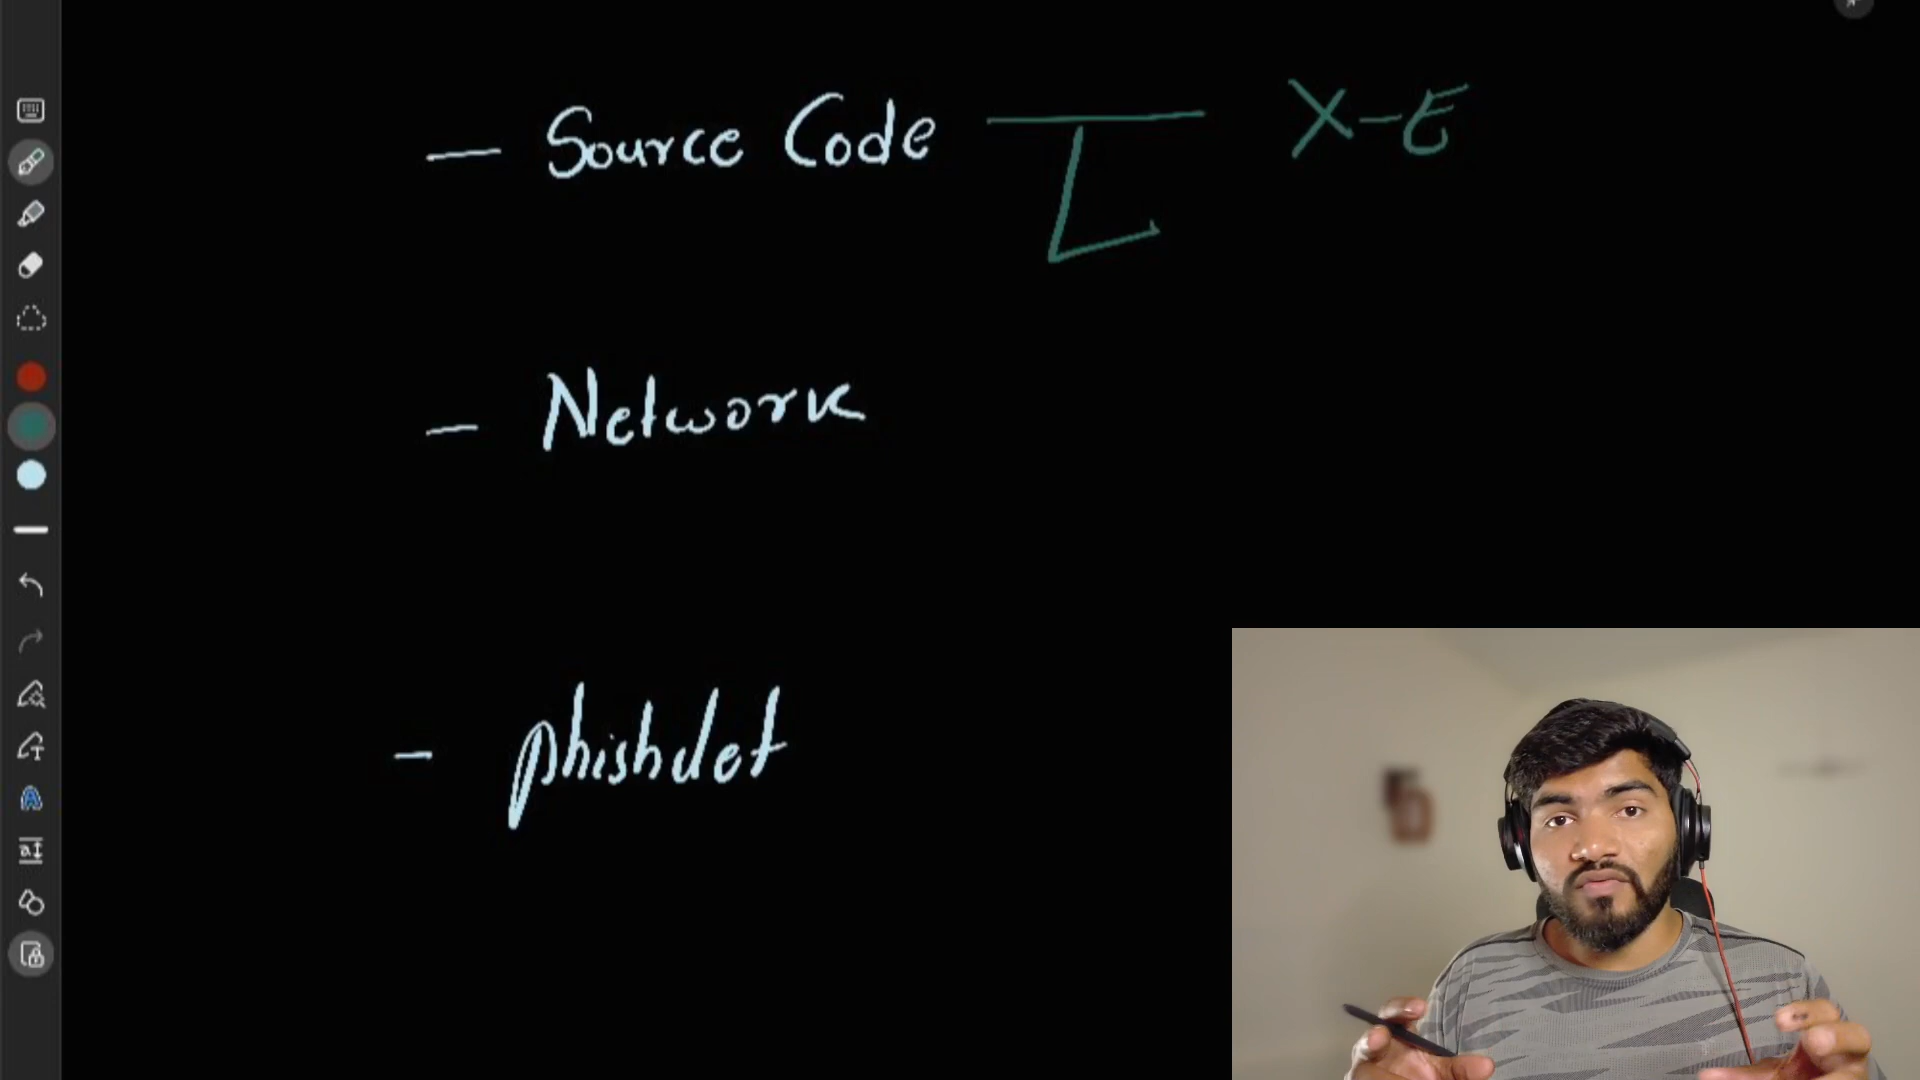 — Source Code — X-E
— Network
- phishdet